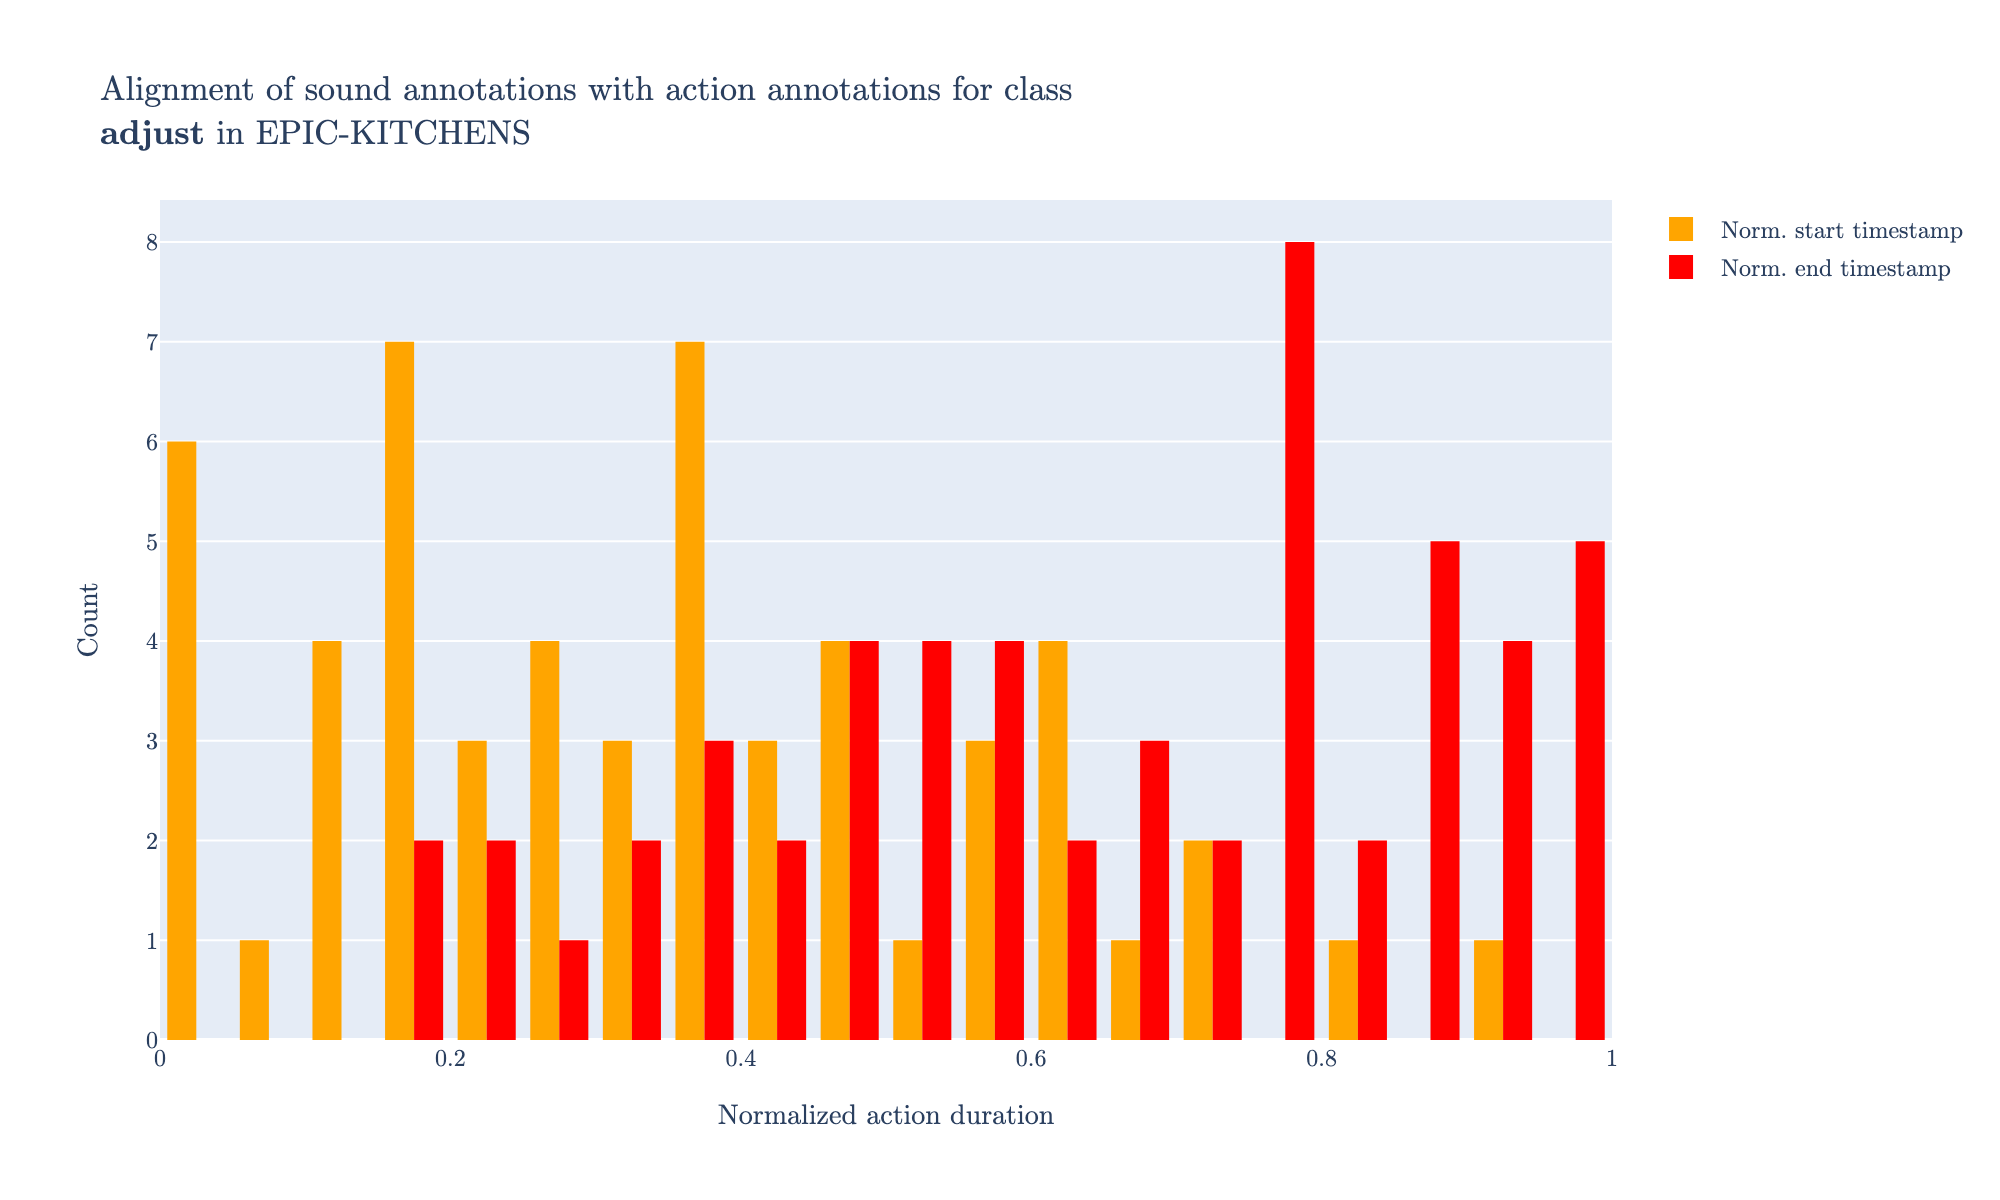 Alignment of sound annotations with action annotations for class
adjust in EPIC-KITCHENS
Norm. start timestamp
Norm. end timestamp
8
7
6
5
4
3
2
1
0
Count
0
0.2
0.4
0.6
0.8
1
Normalized action duration